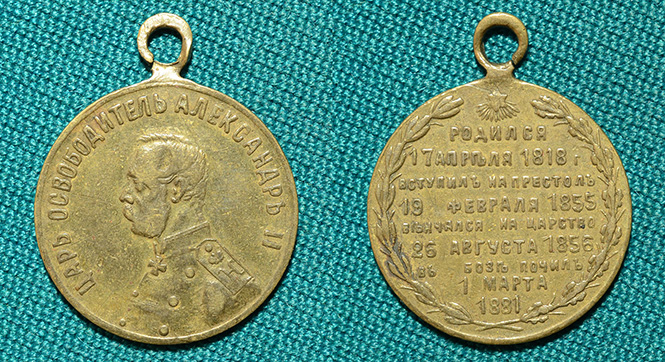 ЦАРЬ ОСВОБОДИТЕЛЬ АЛЕКСАНДРЪ II
РОДИЛСЯ
17 АПРѢЛЯ 1818 Г
ВСТУПИЛЪ НА ПРЕСТОЛЪ
19 ФЕВРАЛЯ 1855
ВѢНЧАЛСЯ НА ЦАРСТВО
26 АВГУСТА 1856
ВЪ БОЗѢ ПОЧИЛЪ
1 МАРТА
1881